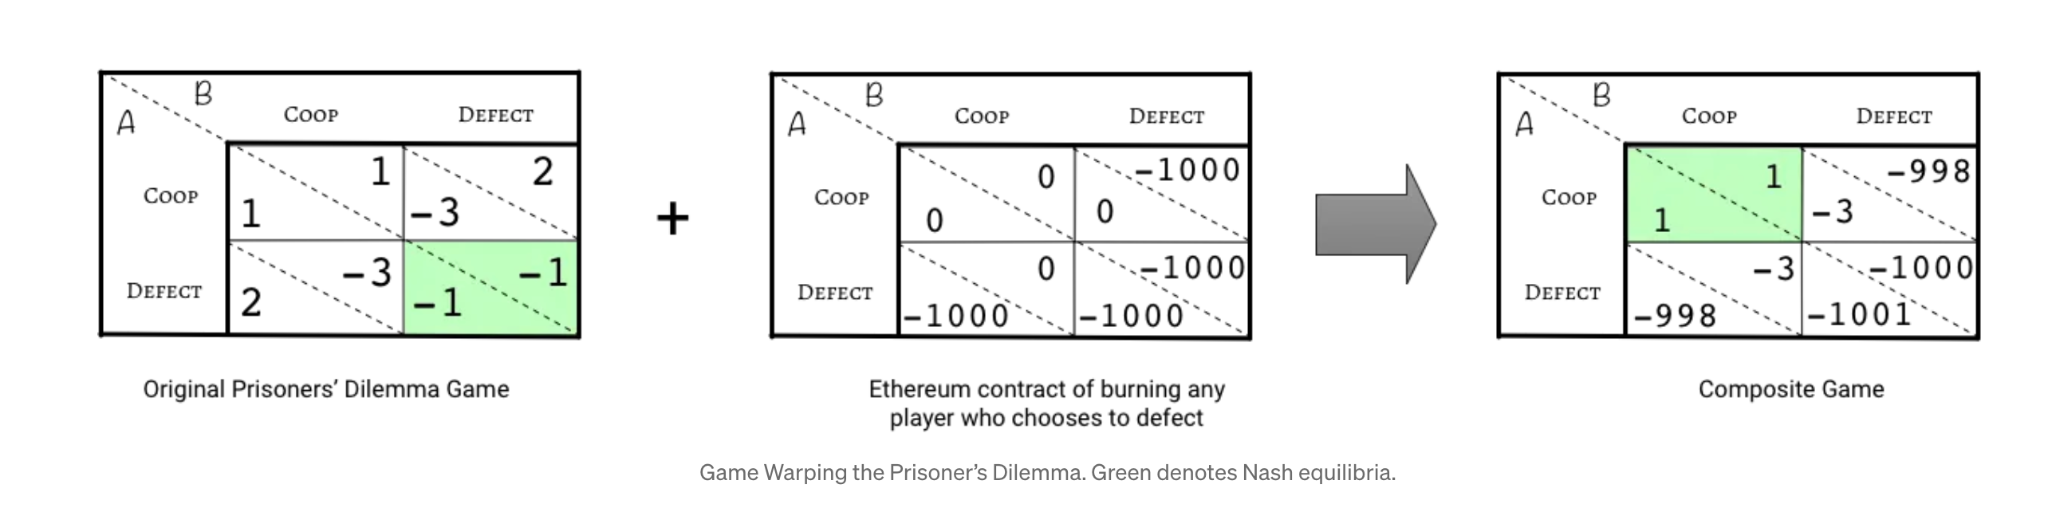 B
A
COOP DEFECT
COOP
1
1
2
-3
DEFECT
-3
2
-1
-1
Original Prisoners' Dilemma Game
+
B
A
COOP DEFECT
COOP
0
0
-1000
0
DEFECT
0
-1000
-1000
-1000
Ethereum contract of burning any
player who chooses to defect
B
A
COOP DEFECT
COOP
1
1
-998
-3
DEFECT
-3
-998
-1000
-1001
Composite Game
Game Warping the Prisoner's Dilemma. Green denotes Nash equilibria.